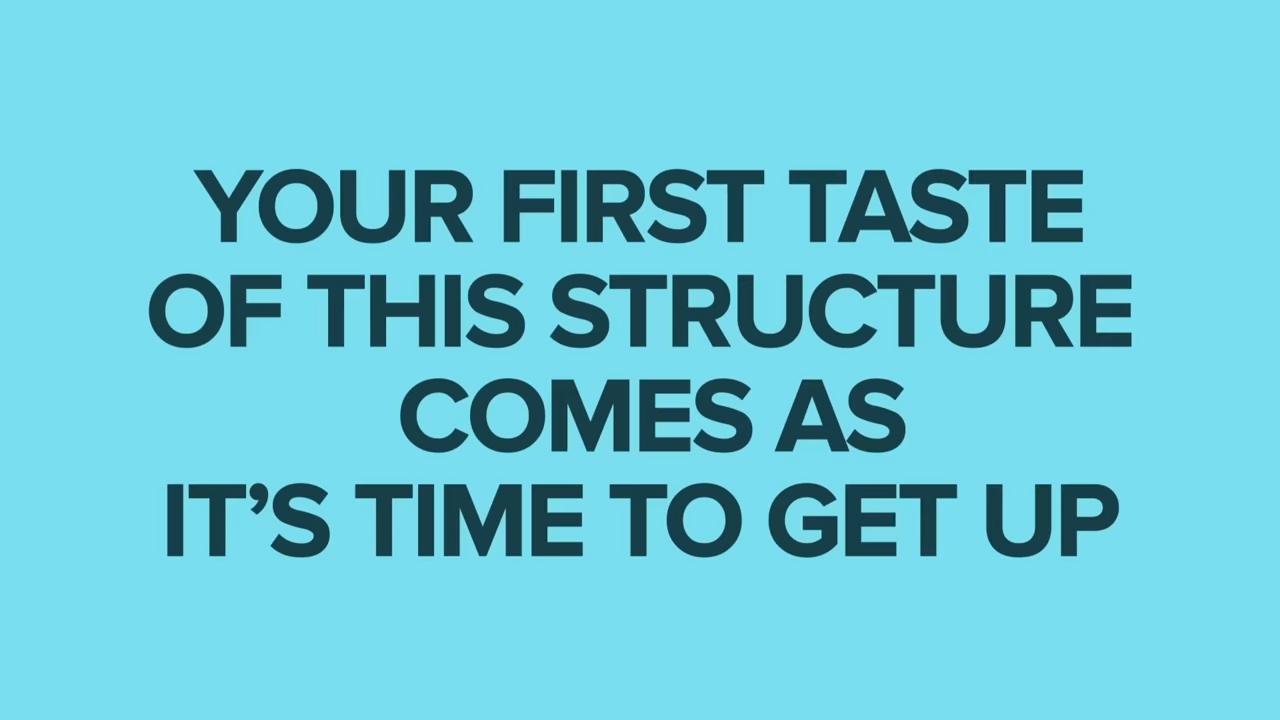 YOUR FIRST TASTE
OF THIS STRUCTURE
COMES AS
IT’S TIME TO GET UP